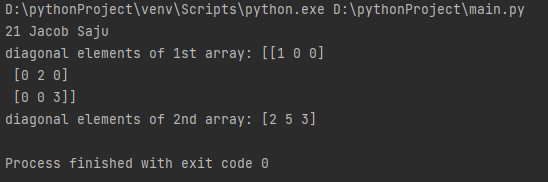 D:\pythonProject\venv\Scripts\python.exe D:\pythonProject\main.py
21 Jacob Saju
diagonal elements of 1st array: [[1 0 0]
 [0 2 0]
 [0 0 3]]
diagonal elements of 2nd array: [2 5 3]
Process finished with exit code 0